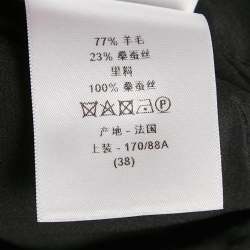 77% 羊毛
23% 桑蚕丝
里料
100% 桑蚕丝
产地 - 法国
上装 - 170/88A
(38)